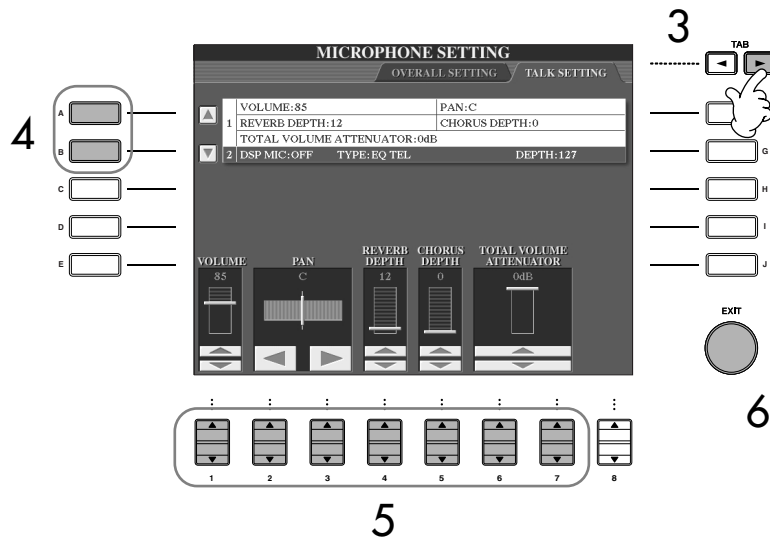 3
TAB
MICROPHONE SETTING
OVERALL SETTING
TALK SETTING
4
A
B
C
D
E
1
VOLUME:85
PAN:C
REVERB DEPTH:12
CHORUS DEPTH:0
TOTAL VOLUME ATTENUATOR:0dB
2
DSP MIC:OFF
TYPE:EQ TEL
DEPTH:127
G
H
I
J
VOLUME
PAN
REVERB DEPTH
CHORUS DEPTH
TOTAL VOLUME ATTENUATOR
85
C
12
0
0dB
EXIT
6
1 2 3 4 5 6 7 8
5